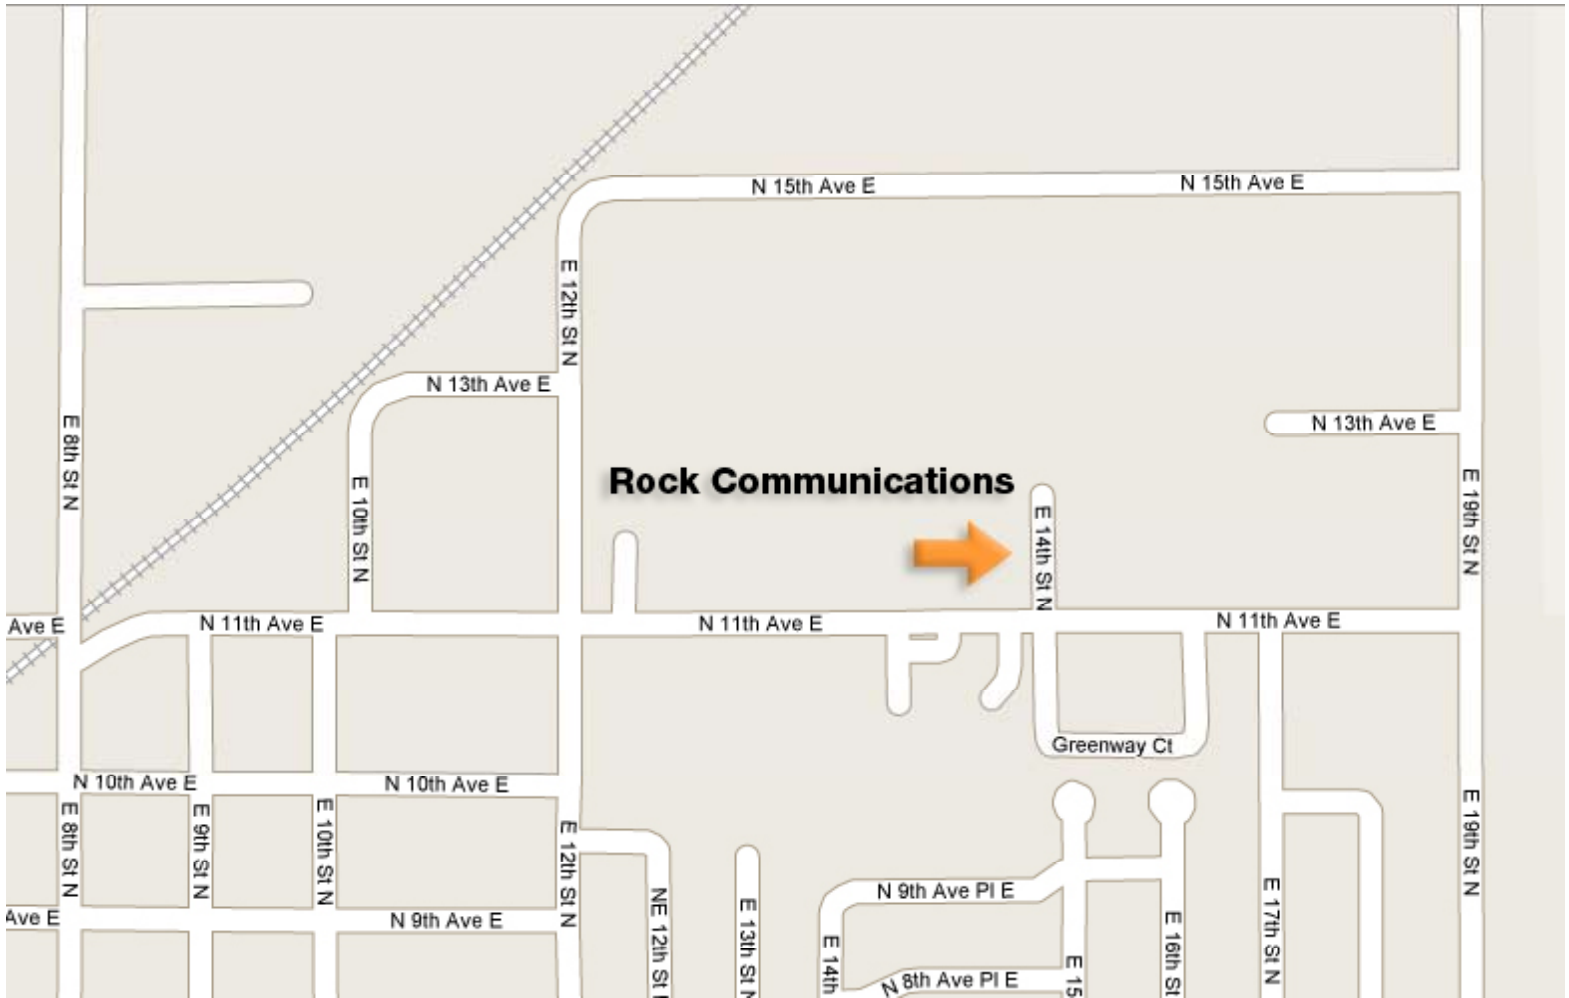 N 15th Ave E
N 15th Ave E
E 12th St N
N 13th Ave E
E 8th St N
N 13th Ave E
Rock Communications
E 10th St N
E 14th St N
E 19th St N
Ave E
N 11th Ave E
N 11th Ave E
N 11th Ave E
Greenway Ct
N 10th Ave E
N 10th Ave E
E 8th St N
E 9th St N
E 10th St N
E 12th St N
E 19th St N
N 9th Ave Pl E
Ave E
N 9th Ave E
NE 12th St
E 13th St N
E 14th
E 15
E 16th St
E 17th St N
N 8th Ave Pl E